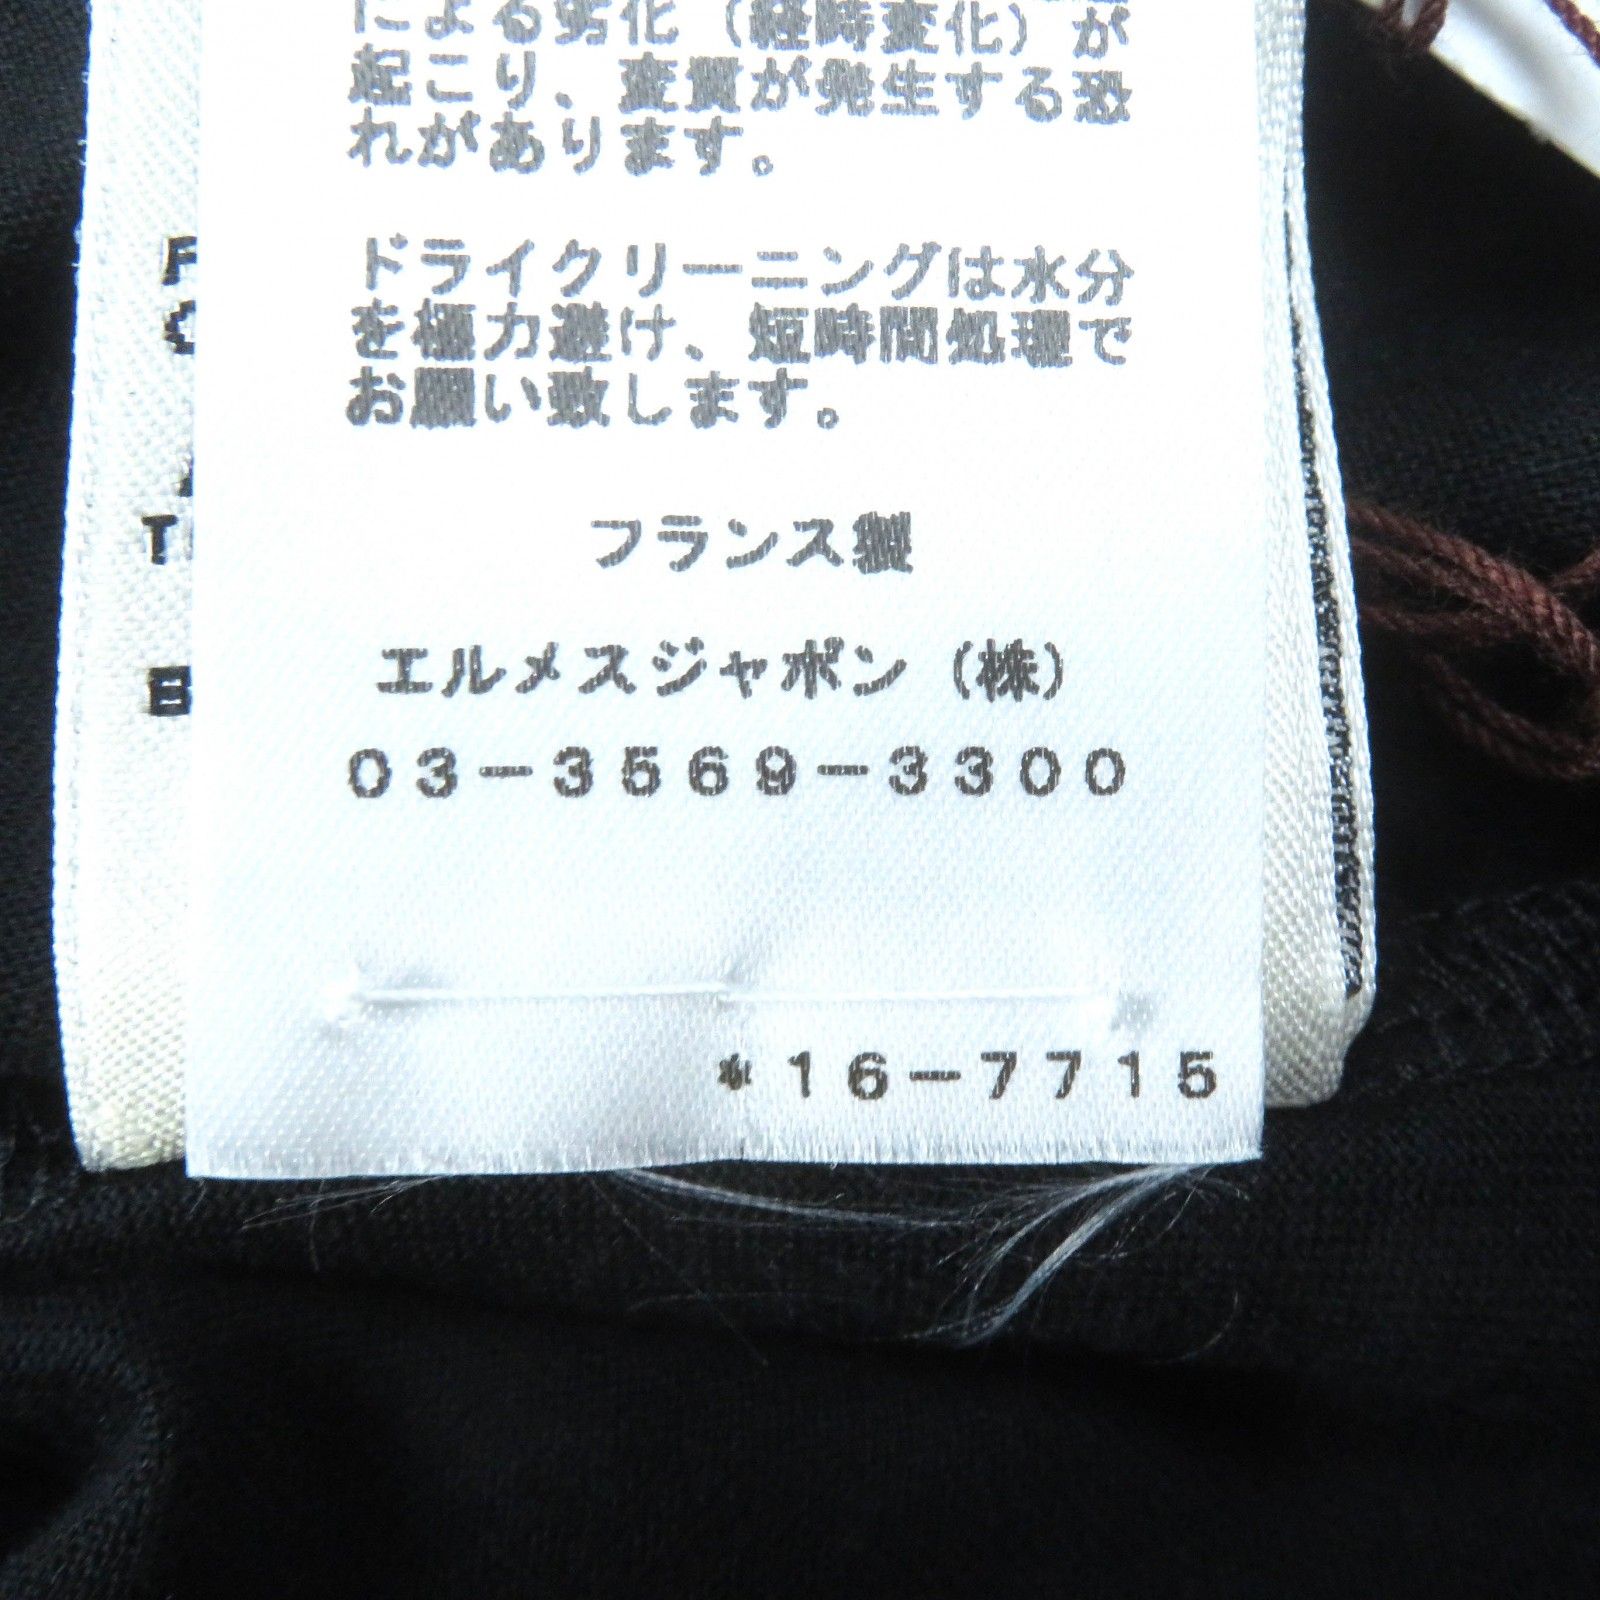 による劣化（経時変化）が
起こり、変質が発生する恐
れがあります。
ドライクリーニングは水分
を極力避け、短時間処理で
お願い致します。
フランス製
エルメスジャポン（株）
03-3569-3300
*16-7715
T